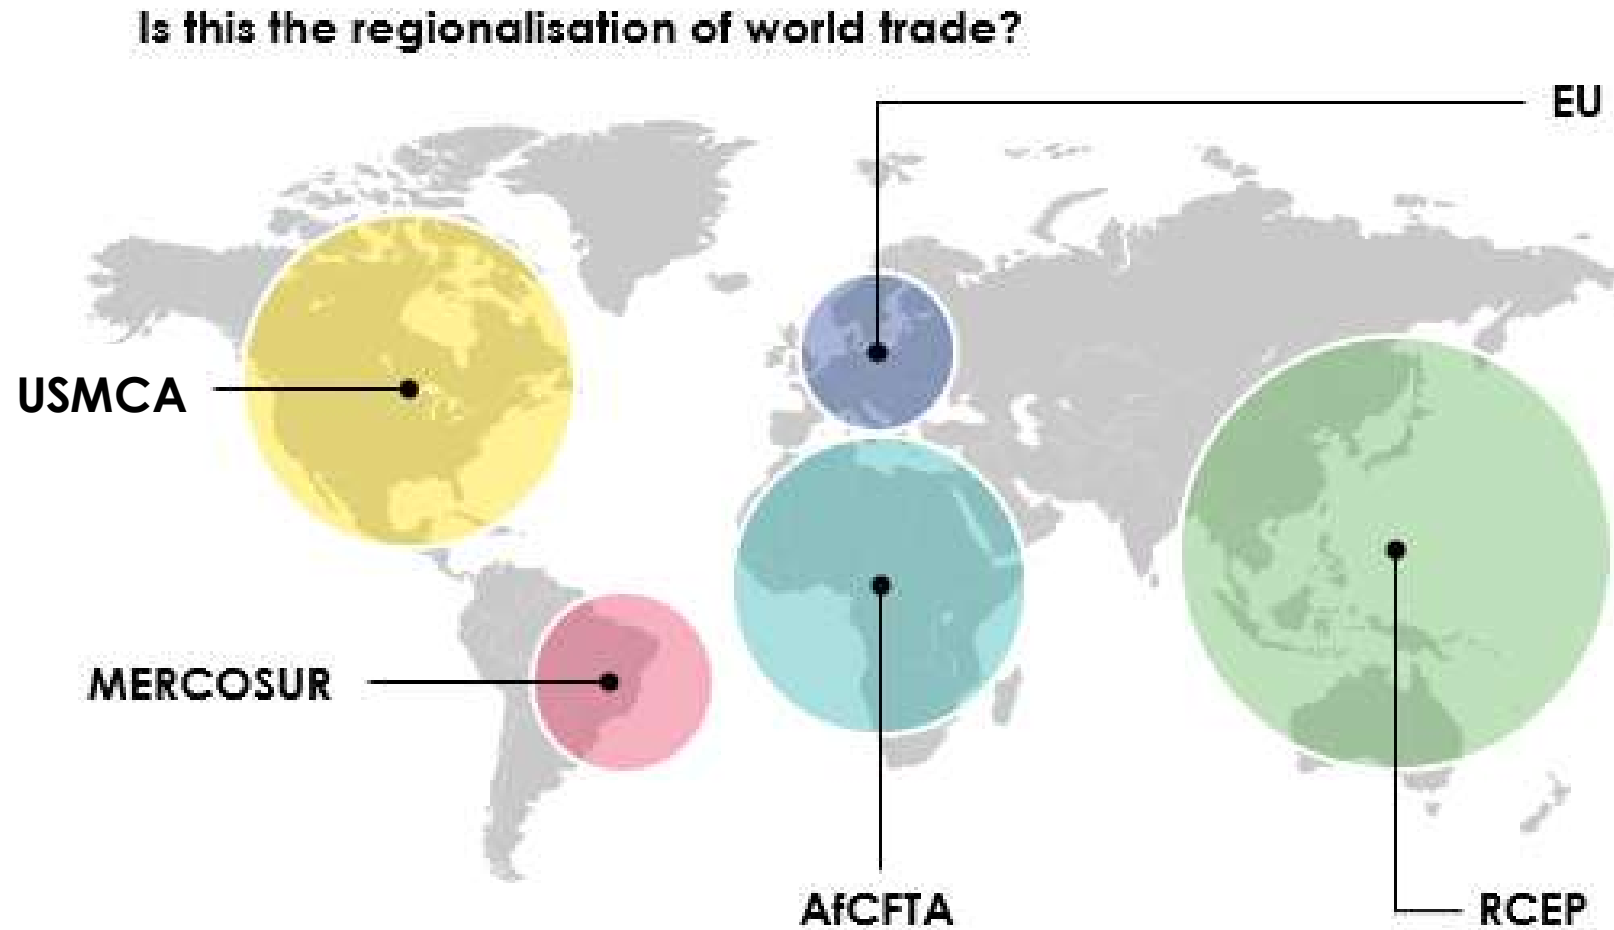 Is this the regionalisation of world trade?
EU
USMCA
MERCOSUR
AfCFTA
RCEP